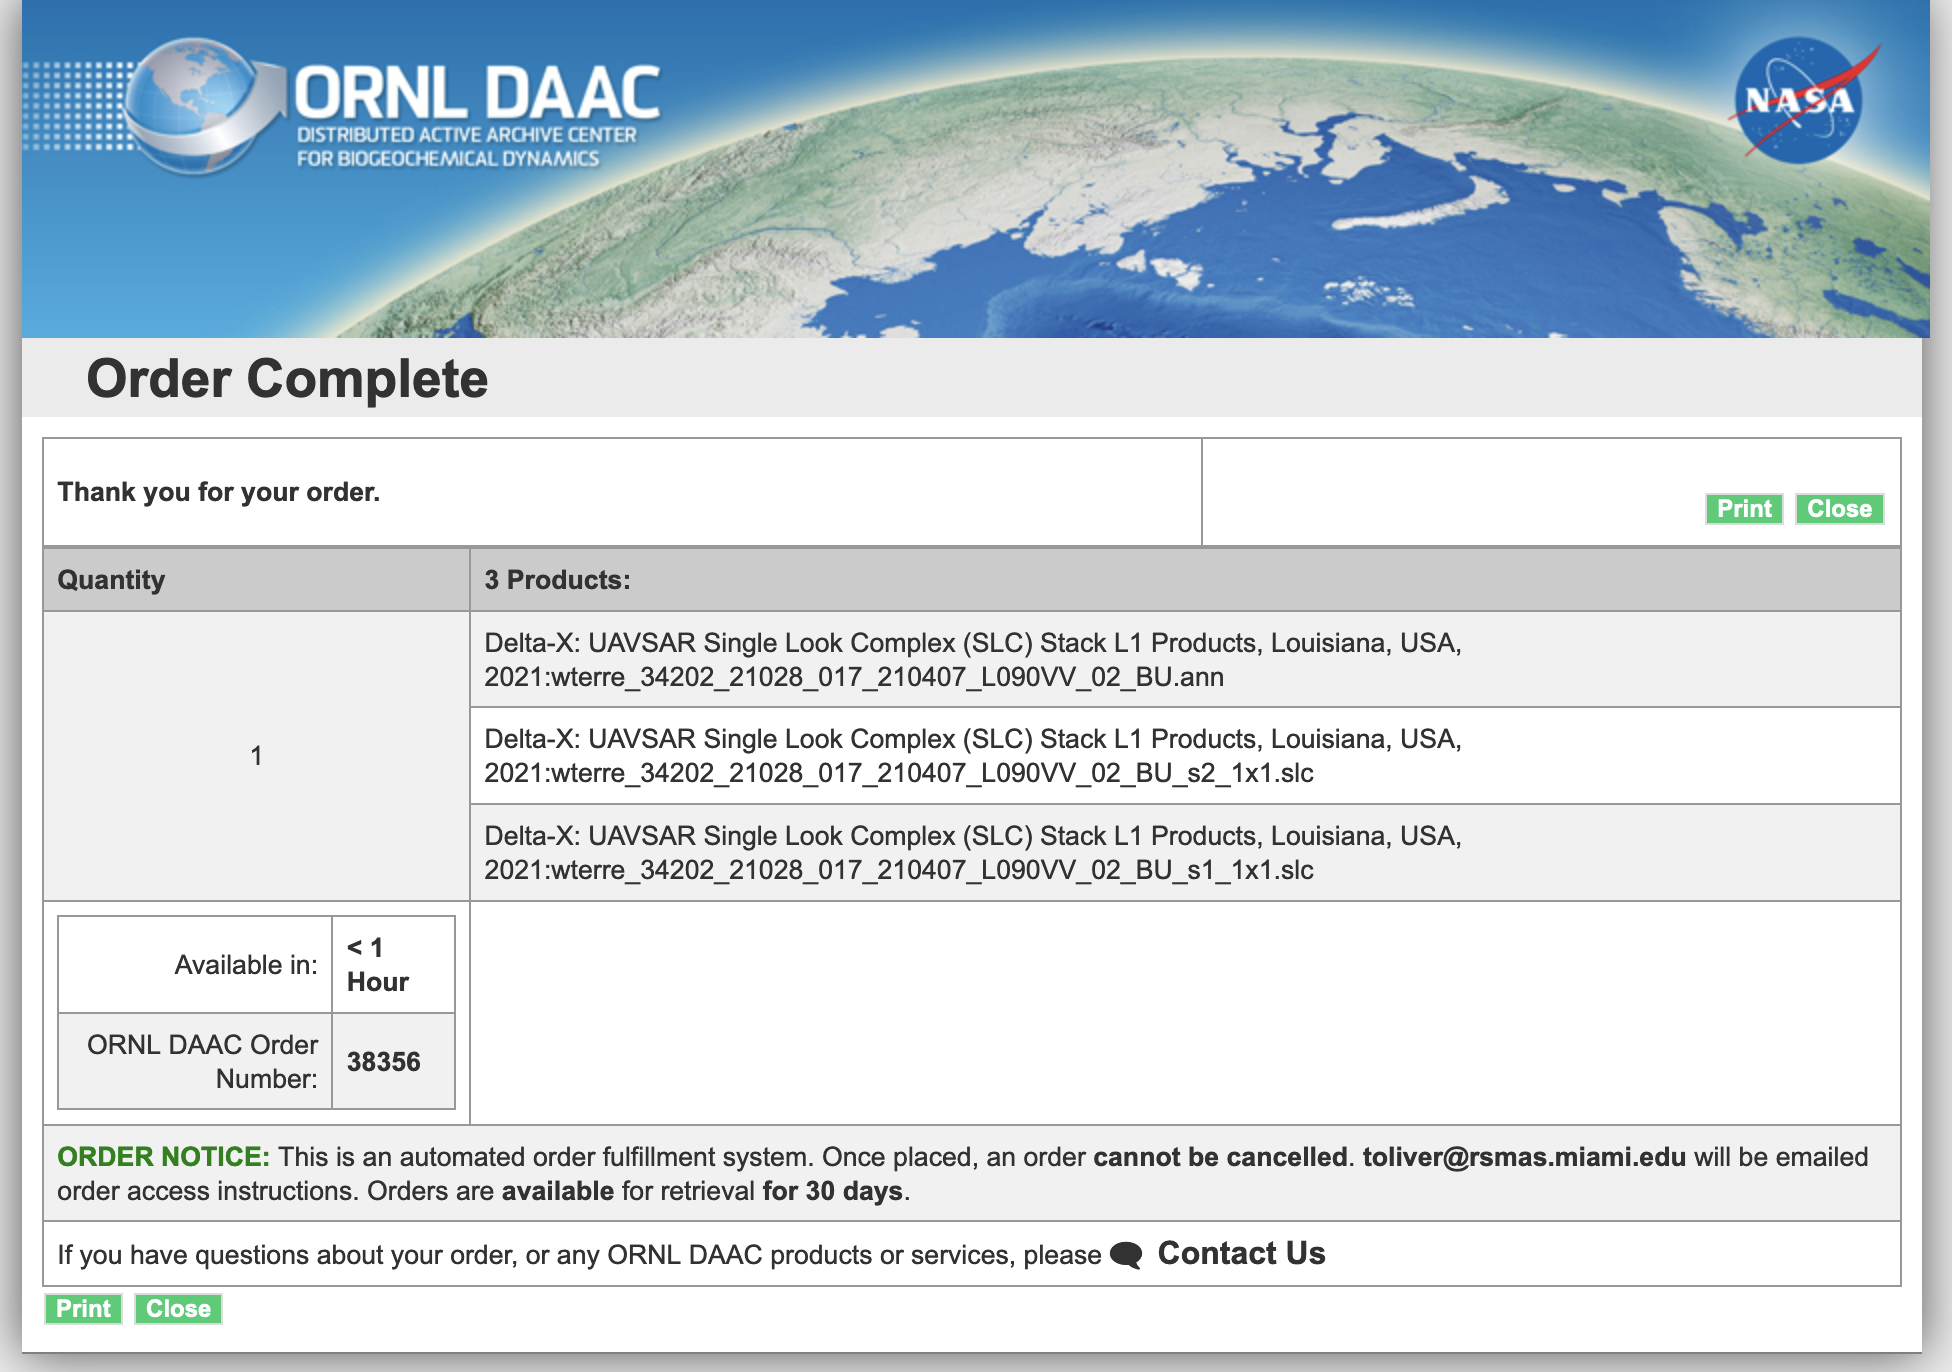 ORNL DAAC
DISTRIBUTED ACTIVE ARCHIVE CENTER
FOR BIOGEOCHEMICAL DYNAMICS
NASA
Order Complete
Thank you for your order.
Print Close
Quantity
3 Products:
1
Delta-X: UAVSAR Single Look Complex (SLC) Stack L1 Products, Louisiana, USA,
2021:wterre_34202_21028_017_210407_L090VV_02_BU.ann
Delta-X: UAVSAR Single Look Complex (SLC) Stack L1 Products, Louisiana, USA,
2021:wterre_34202_21028_017_210407_L090VV_02_BU_s2_1x1.slc
Delta-X: UAVSAR Single Look Complex (SLC) Stack L1 Products, Louisiana, USA,
2021:wterre_34202_21028_017_210407_L090VV_02_BU_s1_1x1.slc
Available in:
< 1
Hour
ORNL DAAC Order
Number:
38356
ORDER NOTICE: This is an automated order fulfillment system. Once placed, an order cannot be cancelled. toliver@rsmas.miami.edu will be emailed
order access instructions. Orders are available for retrieval for 30 days.
If you have questions about your order, or any ORNL DAAC products or services, please Contact Us
Print Close